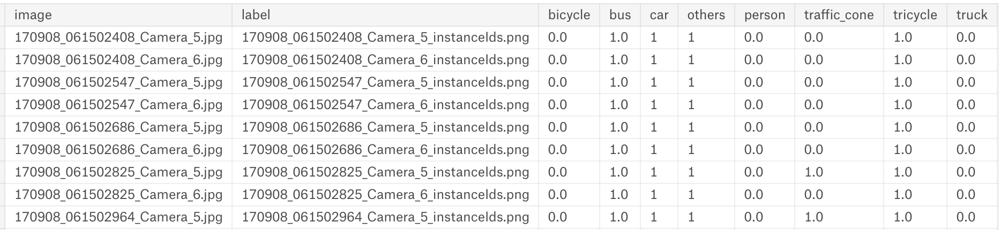 image label bicycle bus car others person traffic_cone tricycle truck
170908_061502408_Camera_5.jpg 170908_061502408_Camera_5_instanceIds.png 0.0 1.0 1 1 0.0 0.0 1.0 0.0
170908_061502408_Camera_6.jpg 170908_061502408_Camera_6_instanceIds.png 0.0 1.0 1 1 0.0 0.0 1.0 0.0
170908_061502547_Camera_5.jpg 170908_061502547_Camera_5_instanceIds.png 0.0 1.0 1 1 0.0 0.0 1.0 0.0
170908_061502547_Camera_6.jpg 170908_061502547_Camera_6_instanceIds.png 0.0 1.0 1 1 0.0 0.0 1.0 0.0
170908_061502686_Camera_5.jpg 170908_061502686_Camera_5_instanceIds.png 0.0 1.0 1 1 0.0 0.0 1.0 0.0
170908_061502686_Camera_6.jpg 170908_061502686_Camera_6_instanceIds.png 0.0 1.0 1 1 0.0 0.0 1.0 0.0
170908_061502825_Camera_5.jpg 170908_061502825_Camera_5_instanceIds.png 0.0 1.0 1 1 0.0 1.0 1.0 0.0
170908_061502825_Camera_6.jpg 170908_061502825_Camera_6_instanceIds.png 0.0 1.0 1 1 0.0 0.0 1.0 0.0
170908_061502964_Camera_5.jpg 170908_061502964_Camera_5_instanceIds.png 0.0 1.0 1 1 0.0 1.0 1.0 0.0